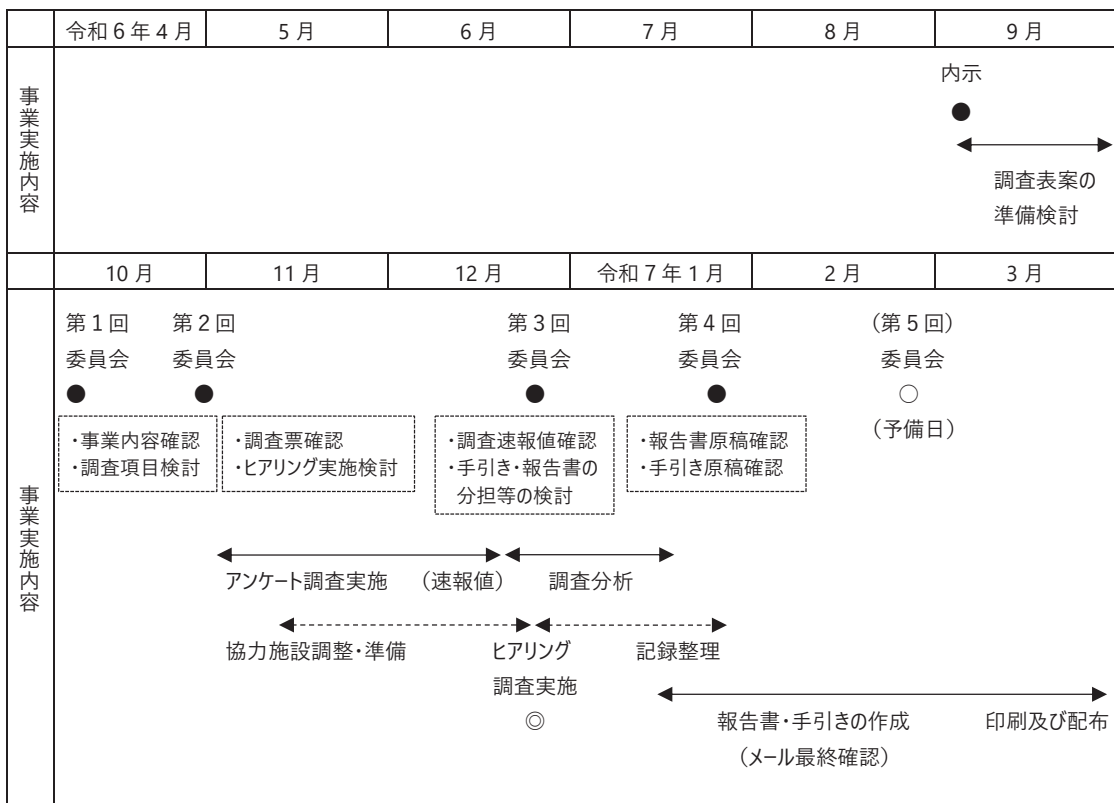 令和６年４月 ５月 ６月 ７月 ８月 ９月
事業実施内容
内示
●
調査表案の
準備検討
10月 11月 12月 令和７年１月 ２月 ３月
事業実施内容
第１回 第２回 第３回 第４回 (第５回)
委員会 委員会 委員会 委員会 委員会
● ● ● ● ○
(予備日)
・事業内容確認
・調査項目検討
・調査票確認
・ヒアリング実施検討
・調査速報値確認
・手引き・報告書の
分担等の検討
・報告書原稿確認
・手引き原稿確認
アンケート調査実施 （速報値） 調査分析
協力施設調整・準備 ヒアリング 記録整理
調査実施
◎
報告書・手引きの作成 印刷及び配布
（メール最終確認）